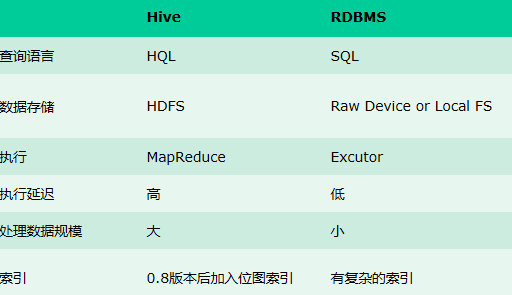 Hive RDBMS
查询语言 HQL SQL
数据存储 HDFS Raw Device or Local FS
执行 MapReduce Excutor
执行延迟 高 低
处理数据规模 大 小
索引 0.8版本后加入位图索引 有复杂的索引